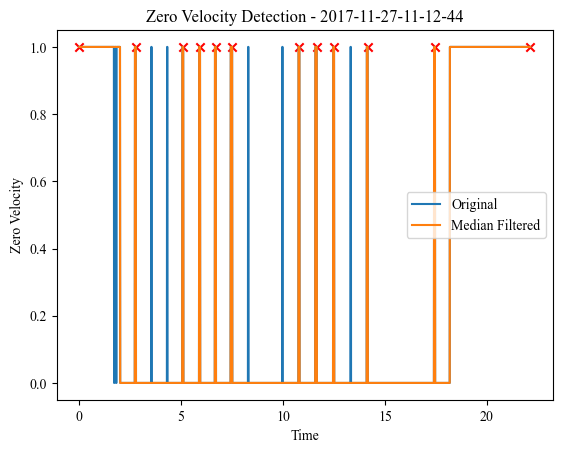 Zero Velocity Detection - 2017-11-27-11-12-44
1.0
0.8
0.6
0.4
0.2
0.0
Zero Velocity
Original
Median Filtered
0
5
10
15
20
Time